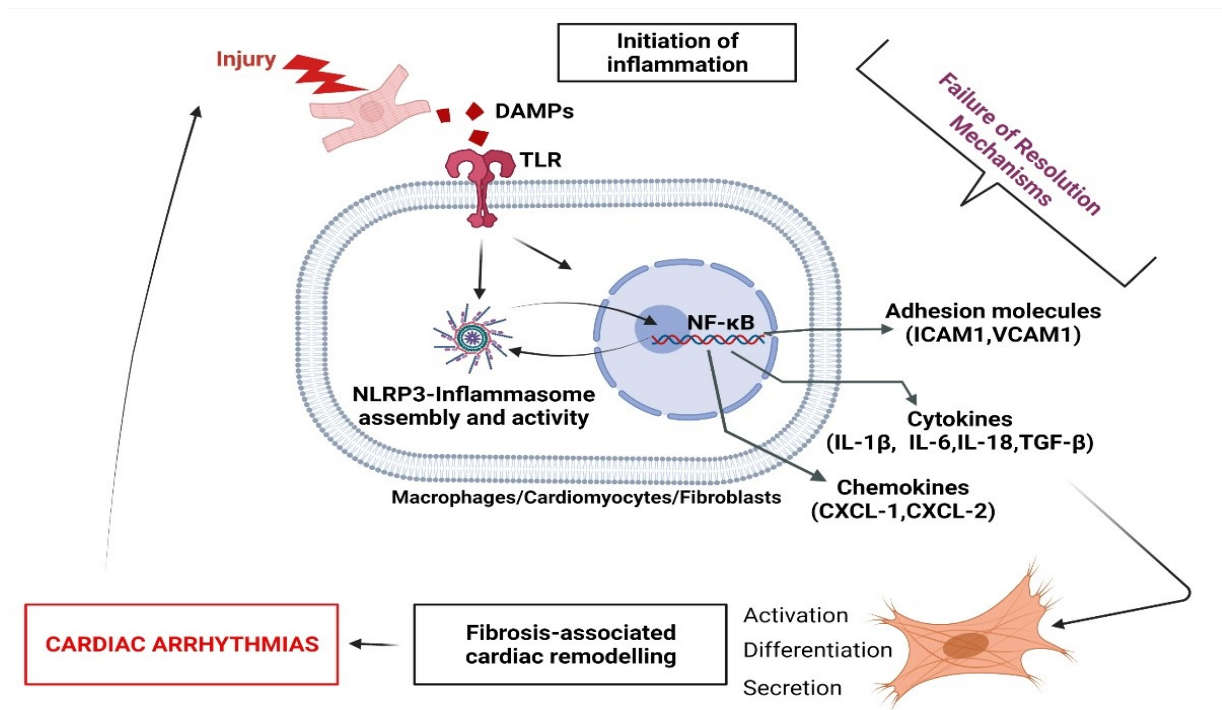 Initiation of
inflammation
Injury
DAMPs
TLR
Failure of Resolution
Mechanisms
NF-κB
Adhesion molecules
(ICAM1,VCAM1)
NLRP3-Inflammasome
assembly and activity
Cytokines
(IL-1β, IL-6,IL-18,TGF-β)
Chemokines
(CXCL-1,CXCL-2)
Macrophages/Cardiomyocytes/Fibroblasts
Activation
Differentiation
Secretion
Fibrosis-associated
cardiac remodelling
CARDIAC ARRHYTHMIAS